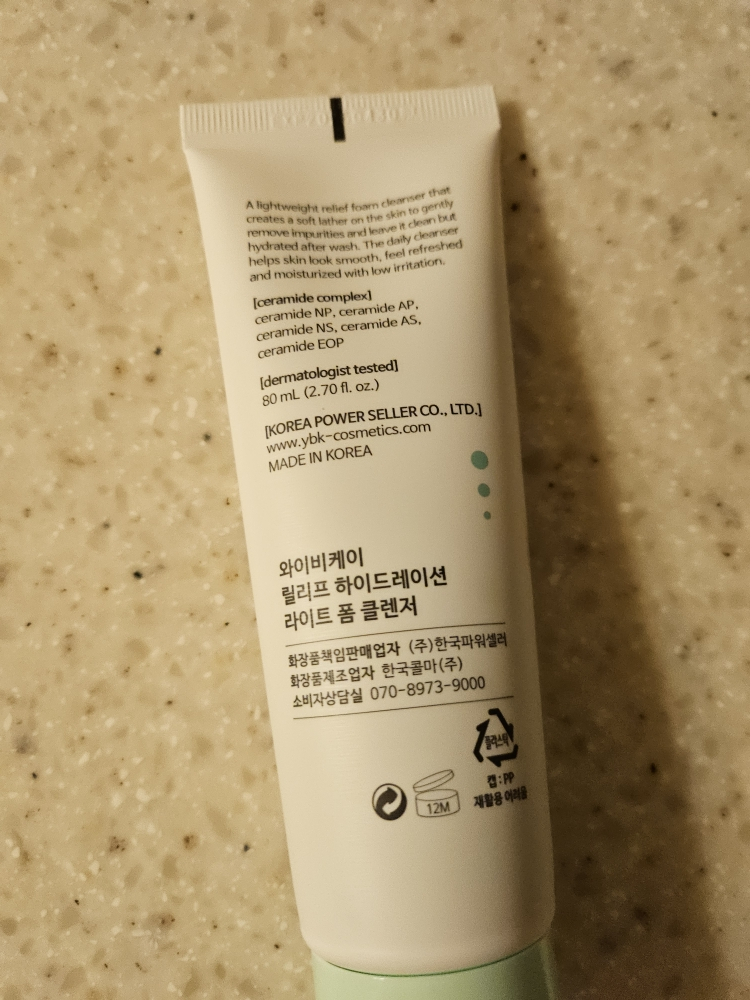 A lightweight relief foam cleanser that
creates a soft lather on the skin to gently
remove impurities and leave it clean but
hydrated after wash. The daily cleanser
helps skin look smooth, feel refreshed
and moisturized with low irritation.
[ceramide complex]
ceramide NP, ceramide AP,
ceramide NS, ceramide AS,
ceramide EOP
[dermatologist tested]
80 mL (2.70 fl. oz.)
[KOREA POWER SELLER CO., LTD.]
www.ybk-cosmetics.com
MADE IN KOREA
와이비케이
릴리프 하이드레이션
라이트 폼 클렌저
화장품책임판매업자 (주)한국파워셀러
화장품제조업자 한국콜마(주)
소비자상담실 070-8973-9000
플라스틱
캡 : PP
재활용 어려움
12M